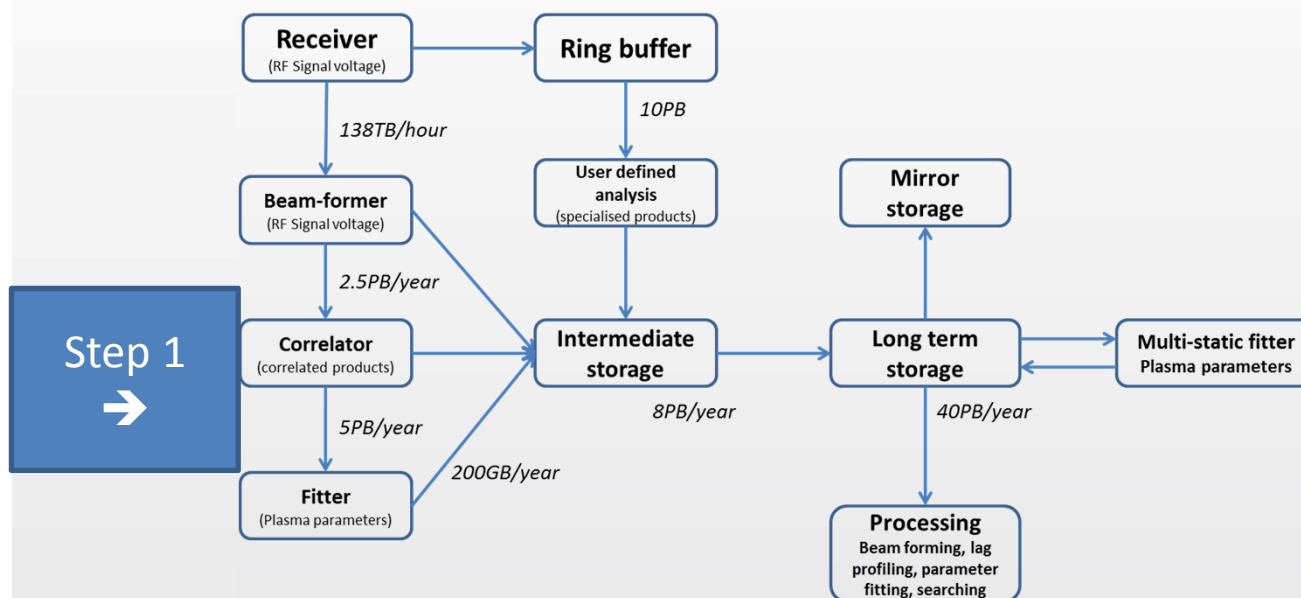 Receiver
(RF Signal voltage)
Ring buffer
138TB/hour
10PB
Beam-former
(RF Signal voltage)
User defined
analysis
(specialised products)
Mirror
storage
2.5PB/year
Step 1
➔
Correlator
(correlated products)
Intermediate
storage
Long term
storage
Multi-static fitter
Plasma parameters
5PB/year
200GB/year
8PB/year
40PB/year
Fitter
(Plasma parameters)
Processing
Beam forming, lag
profiling, parameter
fitting, searching